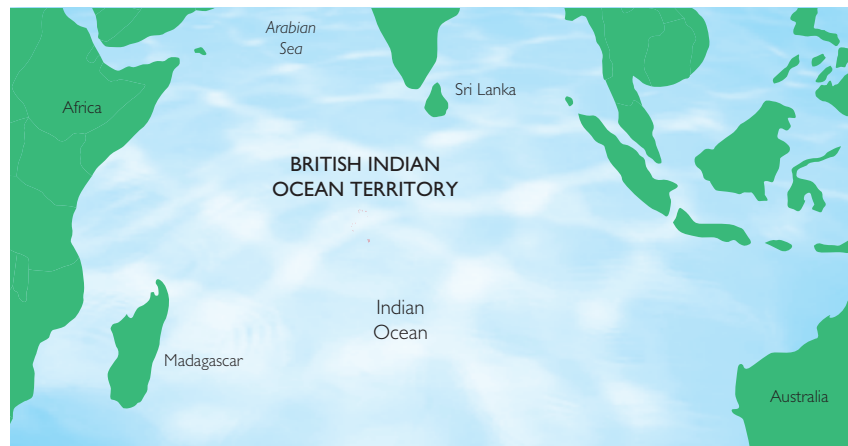 Arabian
Sea
Sri Lanka
Africa
BRITISH INDIAN
OCEAN TERRITORY
Indian
Ocean
Madagascar
Australia